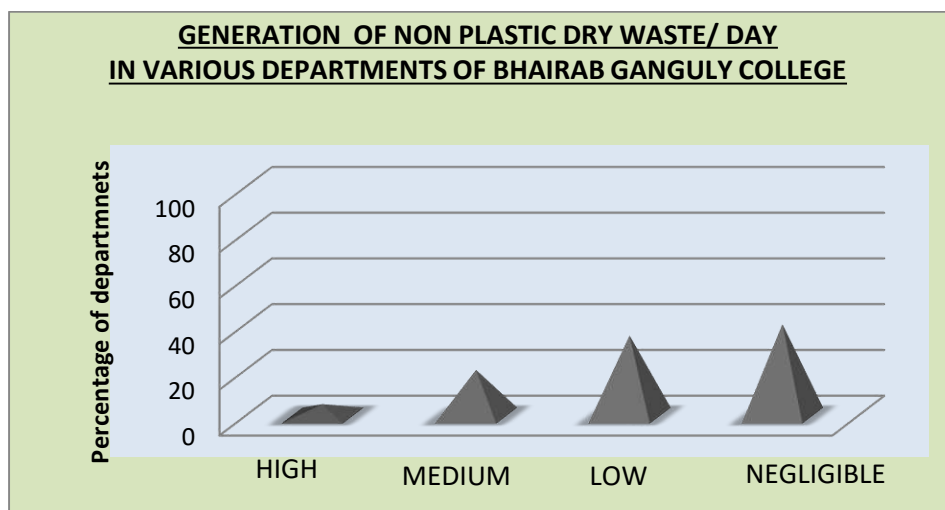 GENERATION OF NON PLASTIC DRY WASTE/ DAY
IN VARIOUS DEPARTMENTS OF BHAIRAB GANGULY COLLEGE
Percentage of departmnets
100
80
60
40
20
0
HIGH
MEDIUM
LOW
NEGLIGIBLE